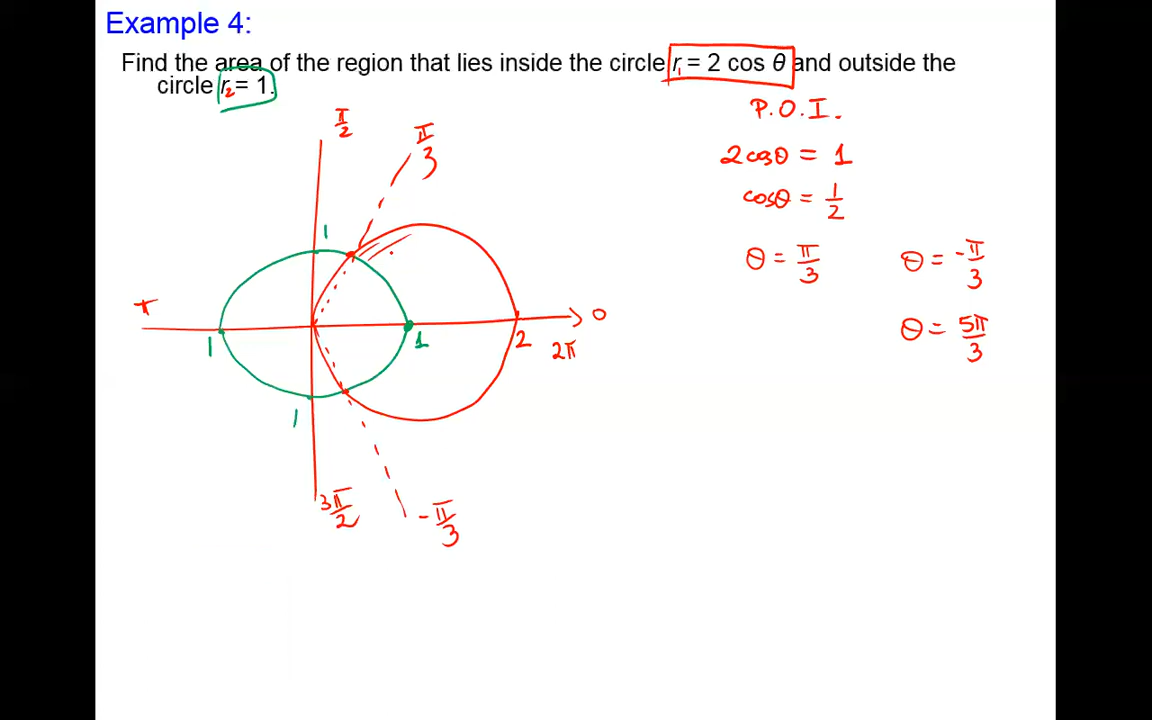 Example 4:
Find the area of the region that lies inside the circle r₁ = 2 cos θ and outside the
circle r₂ = 1.
P.O.I.
2cosθ = 1
cosθ = 1/2
θ = π/3
θ = -π/3
θ = 5π/3
π/2
π/3
1
π
1
1
2
0
2π
1
3π/2
-π/3